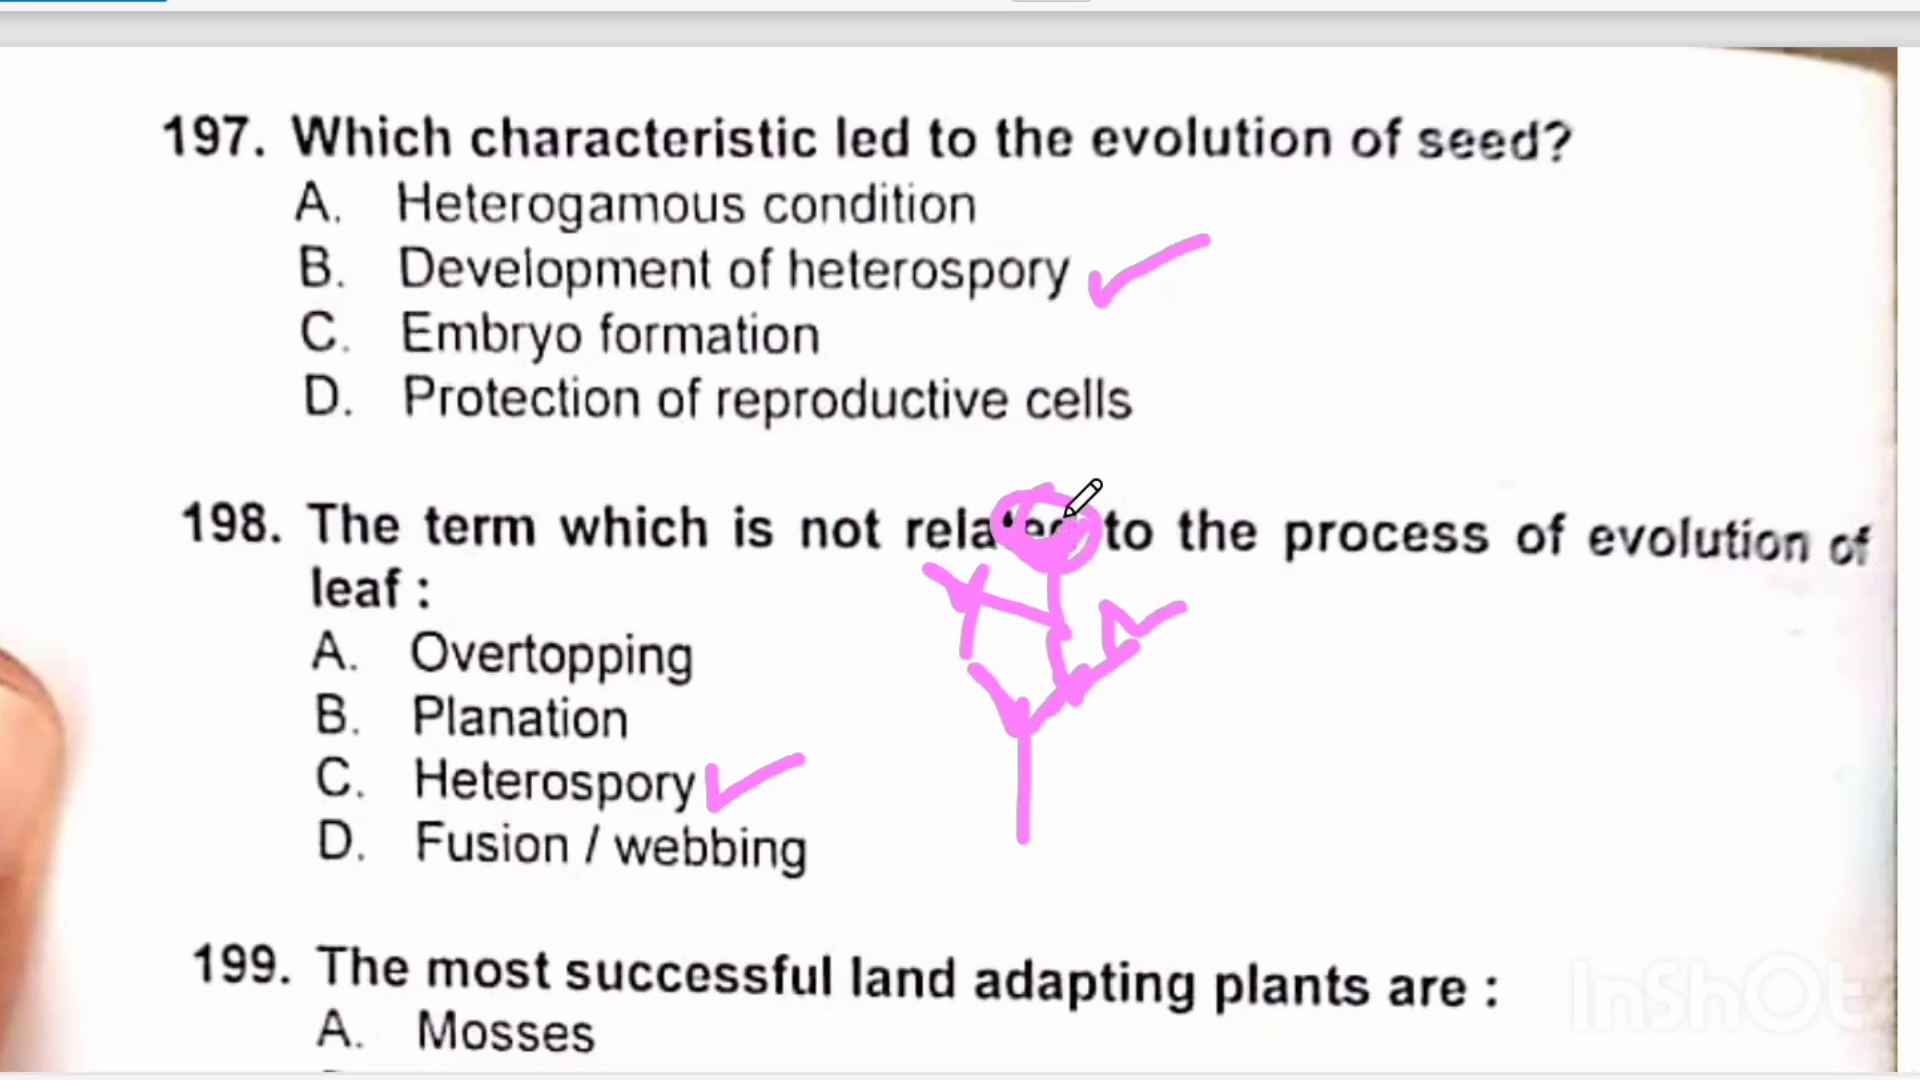 197. Which characteristic led to the evolution of seed?
A. Heterogamous condition
B. Development of heterospory
C. Embryo formation
D. Protection of reproductive cells
198. The term which is not related to the process of evolution of
leaf :
A. Overtopping
B. Planation
C. Heterospory
D. Fusion / webbing
199. The most successful land adapting plants are :
A. Mosses
InShOt